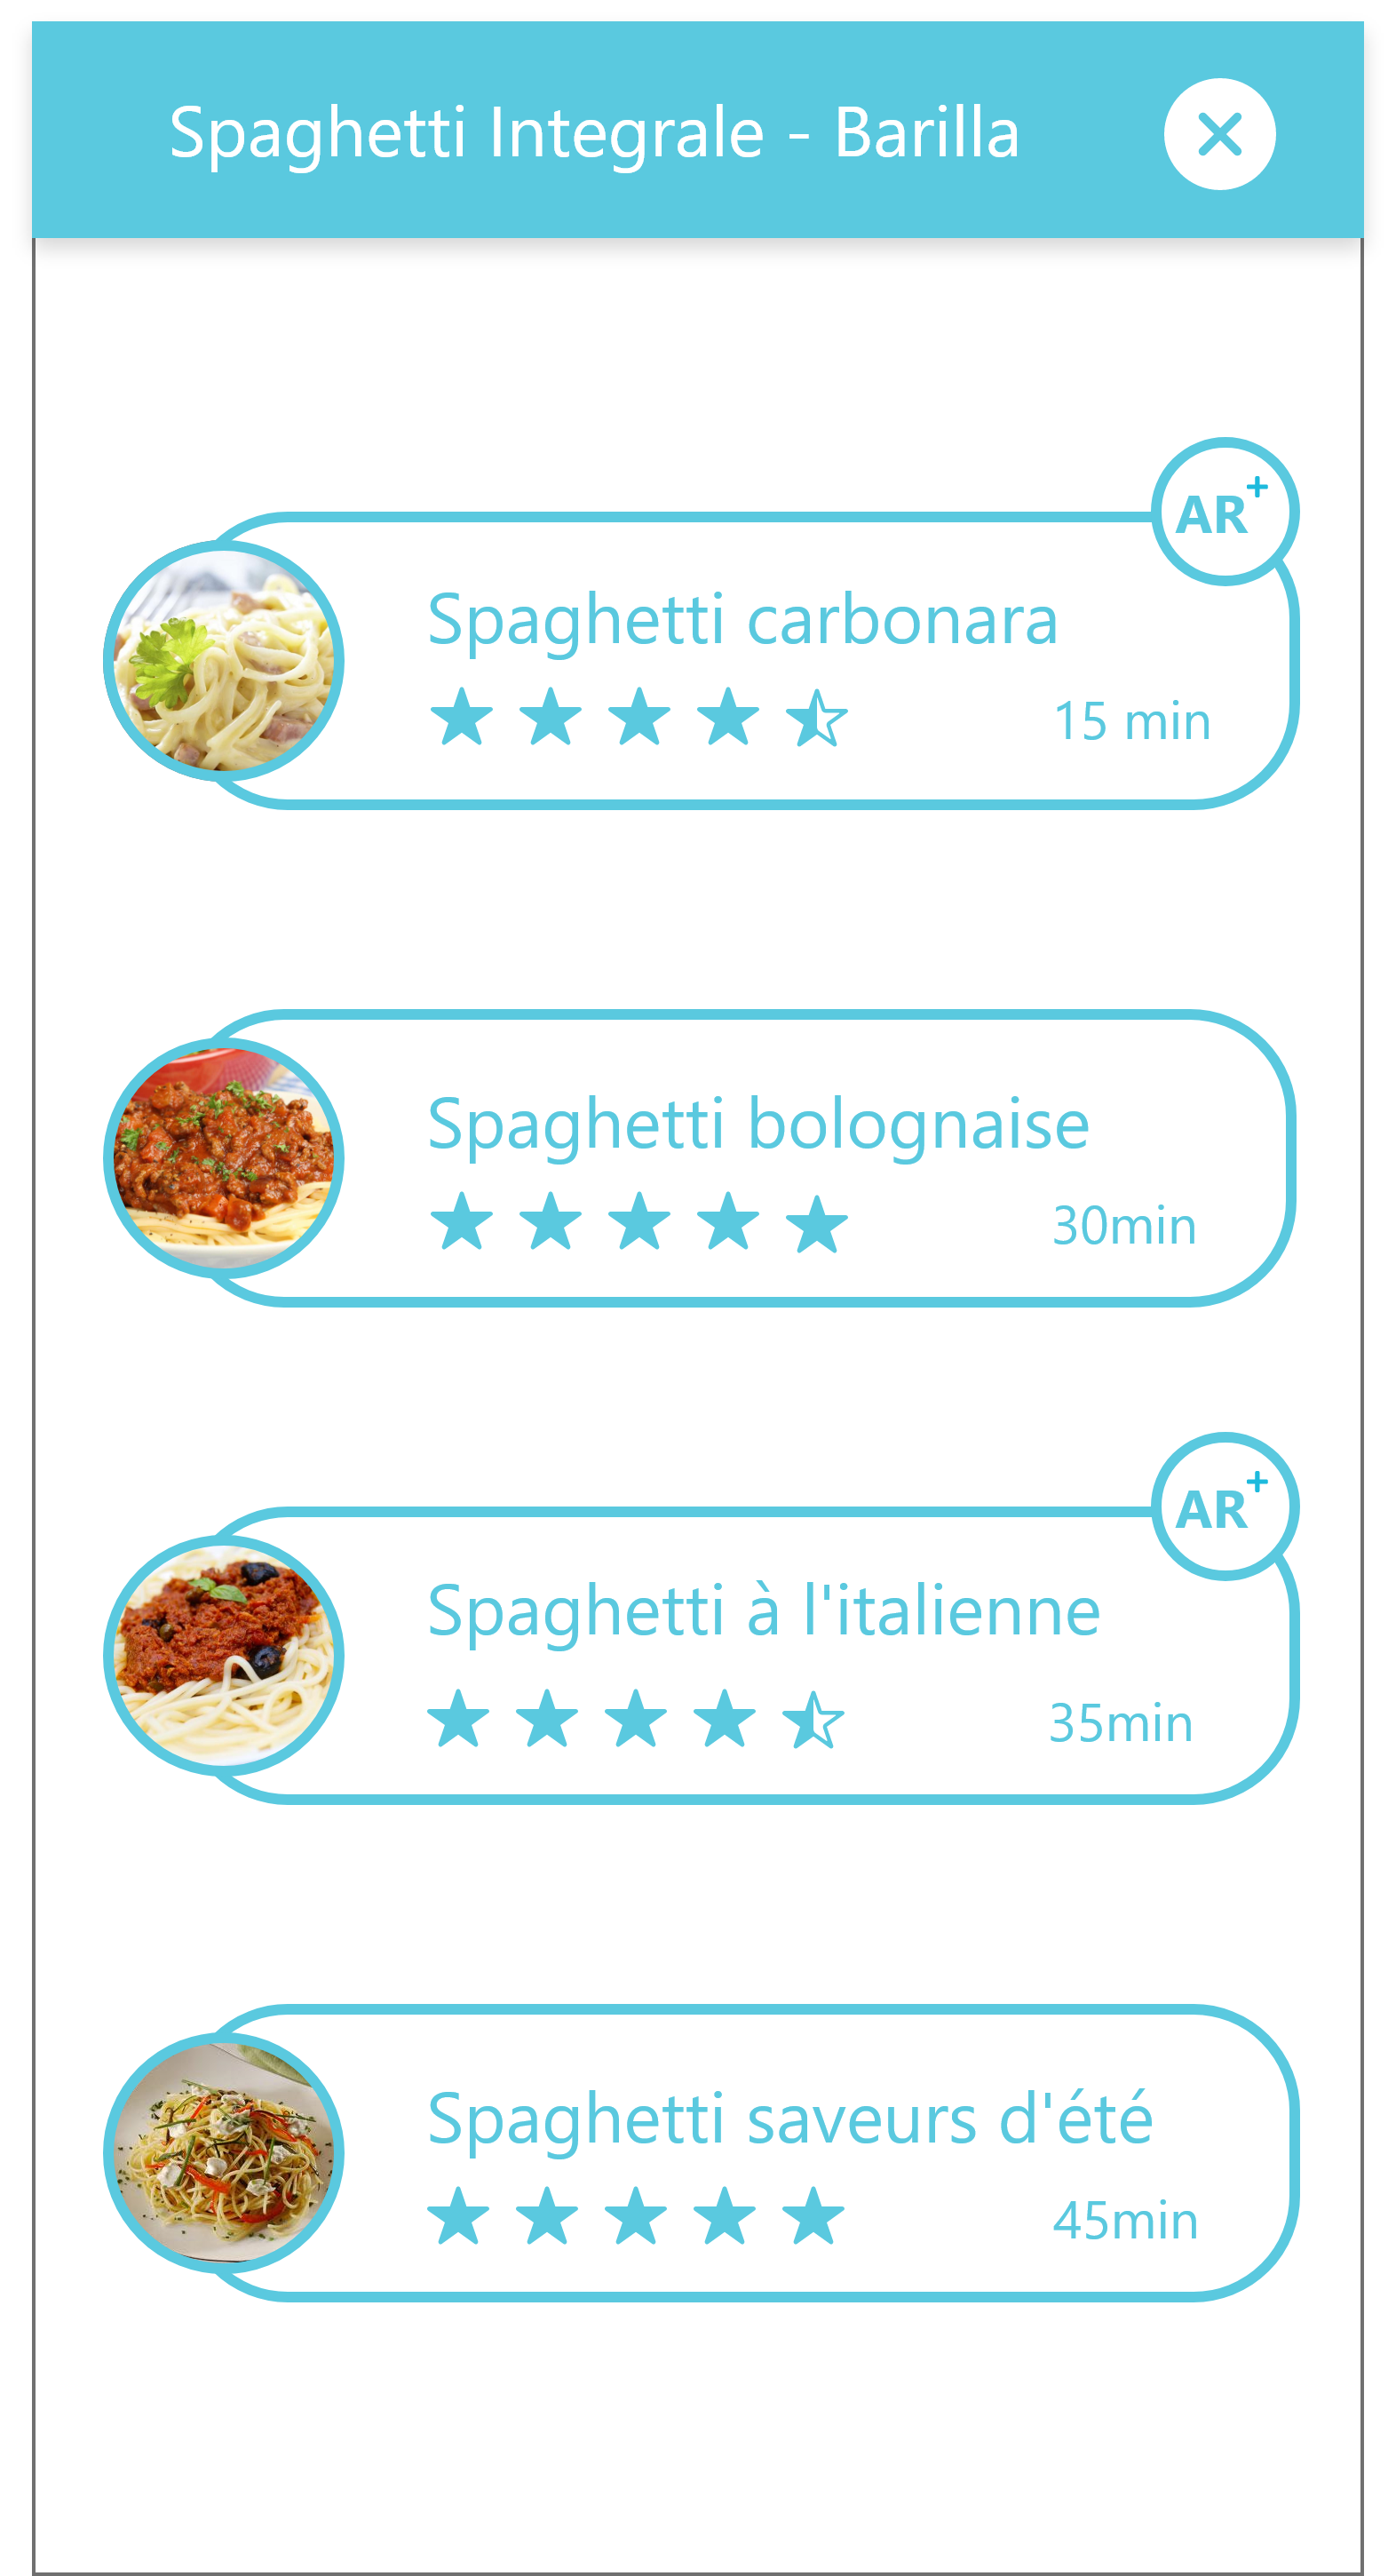 Spaghetti Integrale - Barilla
AR+
Spaghetti carbonara
15 min
Spaghetti bolognaise
30min
AR+
Spaghetti à l'italienne
35min
Spaghetti saveurs d'été
45min